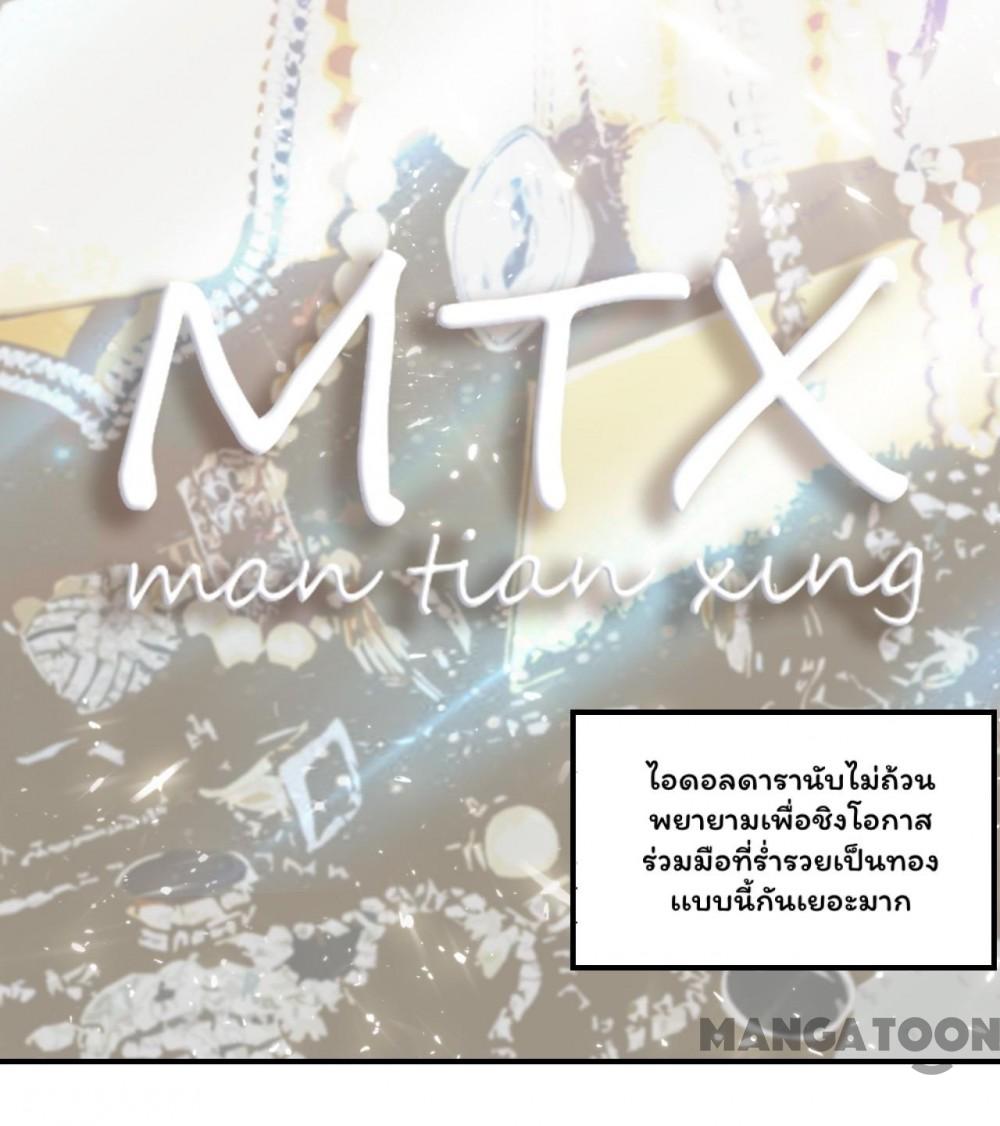 MTX
man tian xing
ไอดอลดารานับไม่ถ้วน
พยายามเพื่อชิงโอกาส
ร่วมมือที่ร่ำรวยเป็นทอง
แบบนี้กันเยอะมาก
MANGATOON